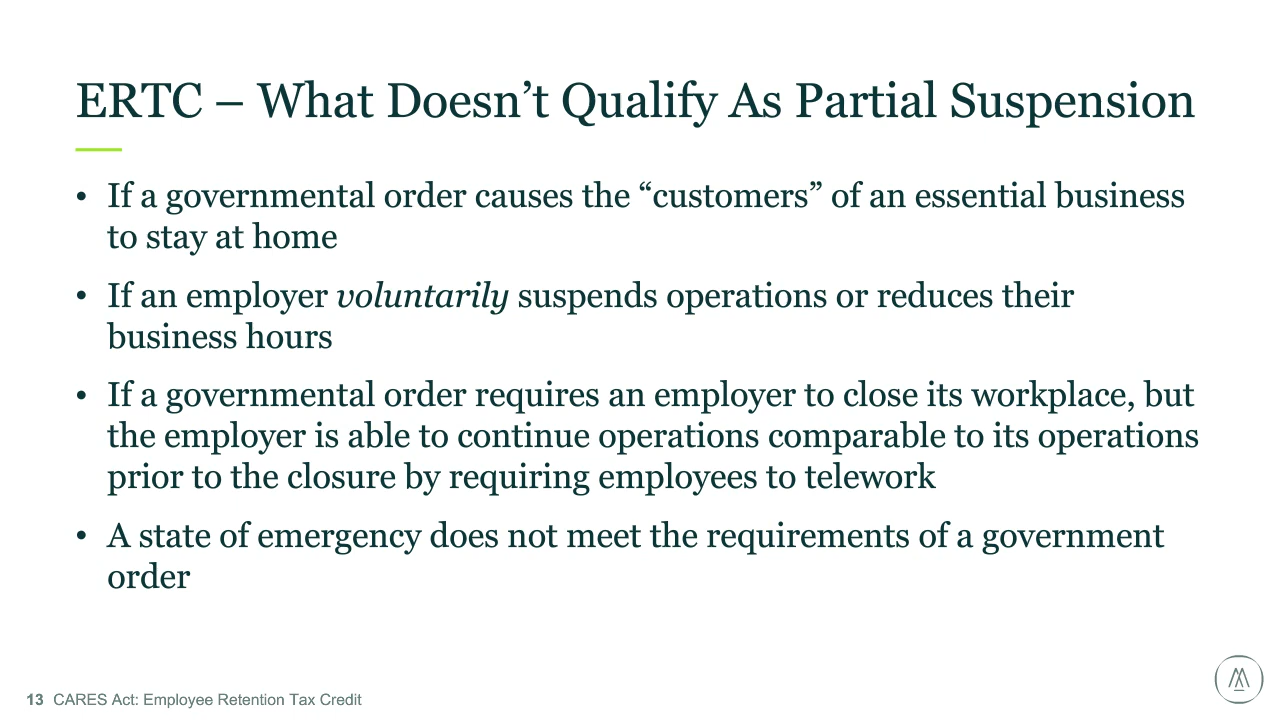 ERTC – What Doesn’t Qualify As Partial Suspension
• If a governmental order causes the “customers” of an essential business
to stay at home
• If an employer voluntarily suspends operations or reduces their
business hours
• If a governmental order requires an employer to close its workplace, but
the employer is able to continue operations comparable to its operations
prior to the closure by requiring employees to telework
• A state of emergency does not meet the requirements of a government
order
13 CARES Act: Employee Retention Tax Credit